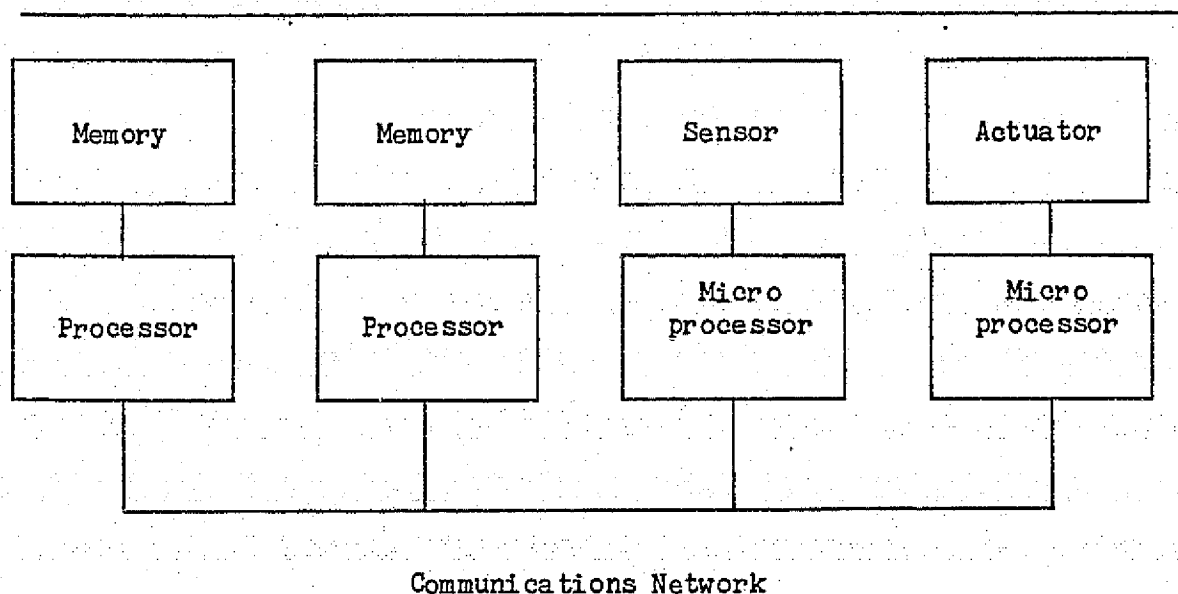 Memory
Memory
Sensor
Actuator
Processor
Processor
Micro
processor
Micro
processor
Communications Network